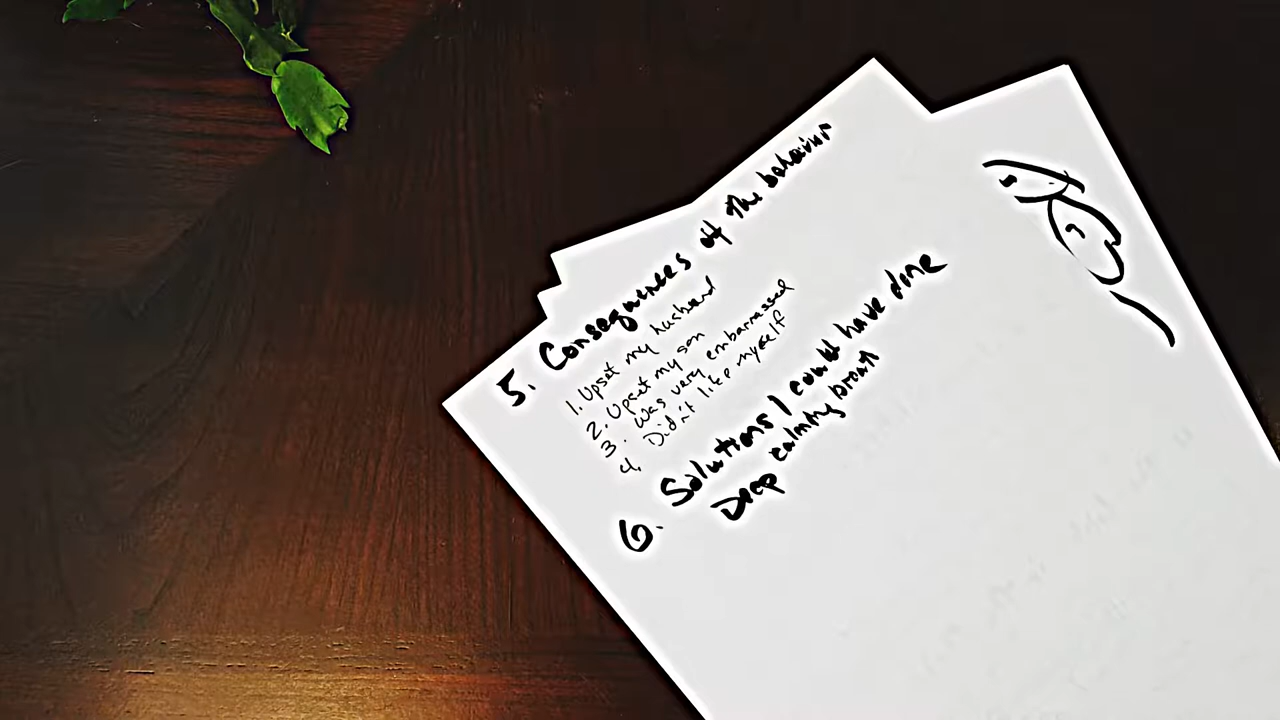 5. Consequences of the behavior
1. Upset my husband
2. Upset my son
3. Was very embarrassed
4. Didn't like myself
6. Solutions I could have done
Deep calming breath